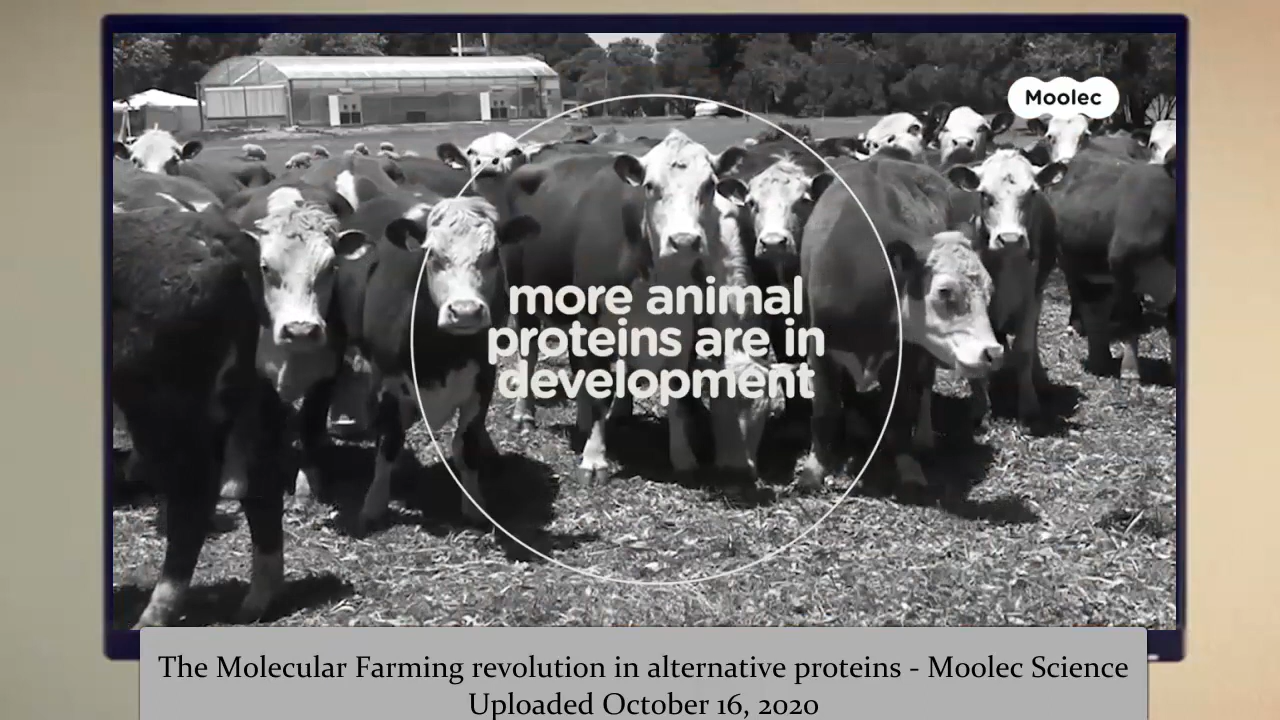 Moolec
more animal
proteins are in
development
The Molecular Farming revolution in alternative proteins - Moolec Science
Uploaded October 16, 2020